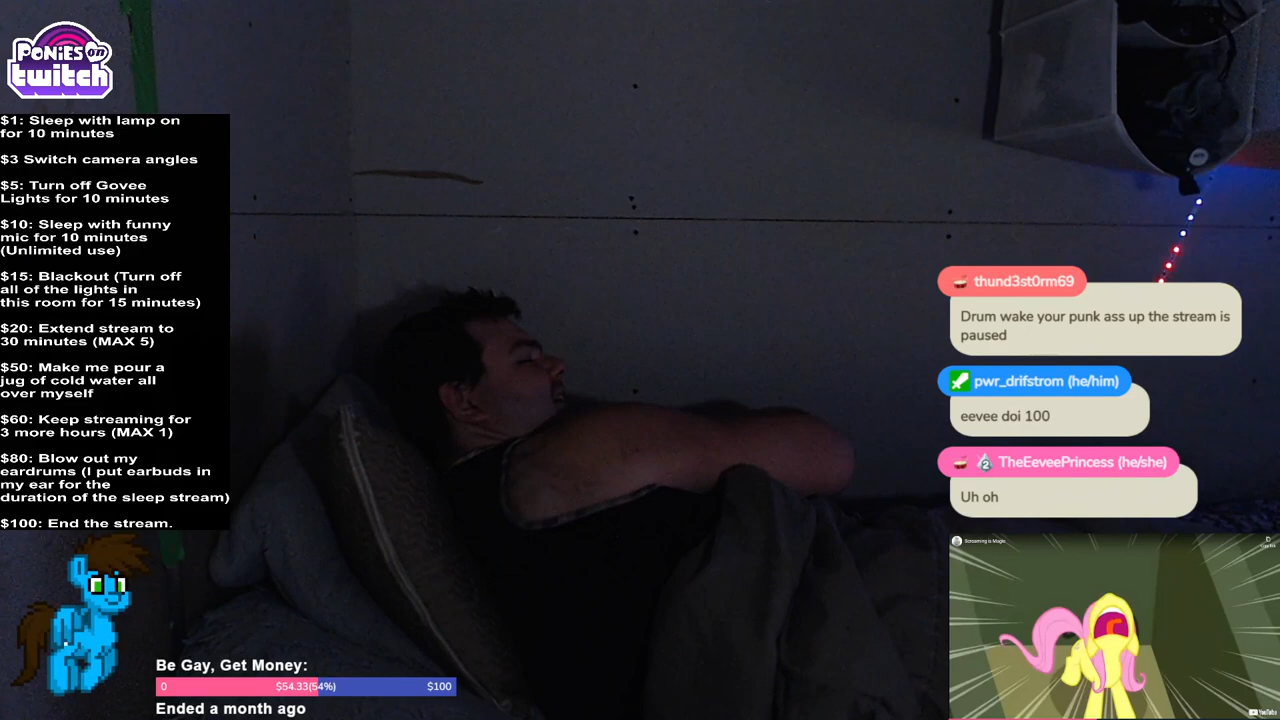 PONiES on
twitch
$1: Sleep with lamp on
for 10 minutes
$3 Switch camera angles
$5: Turn off Govee
Lights for 10 minutes
$10: Sleep with funny
mic for 10 minutes
(Unlimited use)
$15: Blackout (Turn off
all of the lights in
this room for 15 minutes)
$20: Extend stream to
30 minutes (MAX 5)
$50: Make me pour a
jug of cold water all
over myself
$60: Keep streaming for
3 more hours (MAX 1)
$80: Blow out my
eardrums (I put earbuds in
my ear for the
duration of the sleep stream)
$100: End the stream.
thund3st0rm69
Drum wake your punk ass up the stream is
paused
pwr_drifstrom (he/him)
eevee doi 100
2 TheEeveePrincess (he/she)
Uh oh
Screaming is Magic
YouTube
Be Gay, Get Money:
0 $54.33(54%) $100
Ended a month ago